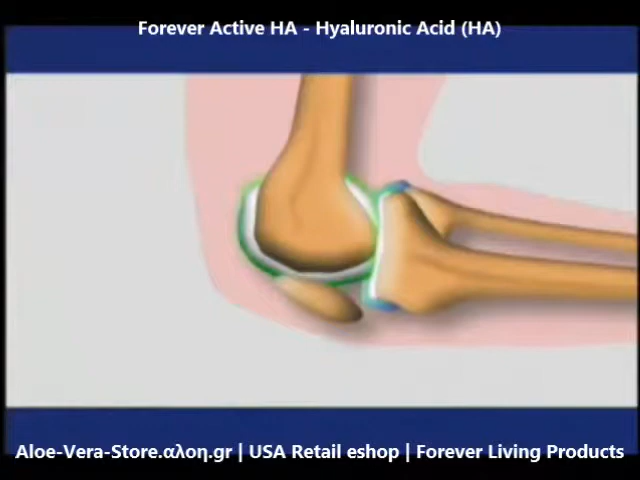 Forever Active HA - Hyaluronic Acid (HA)
Aloe-Vera-Store.αλοη.gr | USA Retail eshop | Forever Living Products